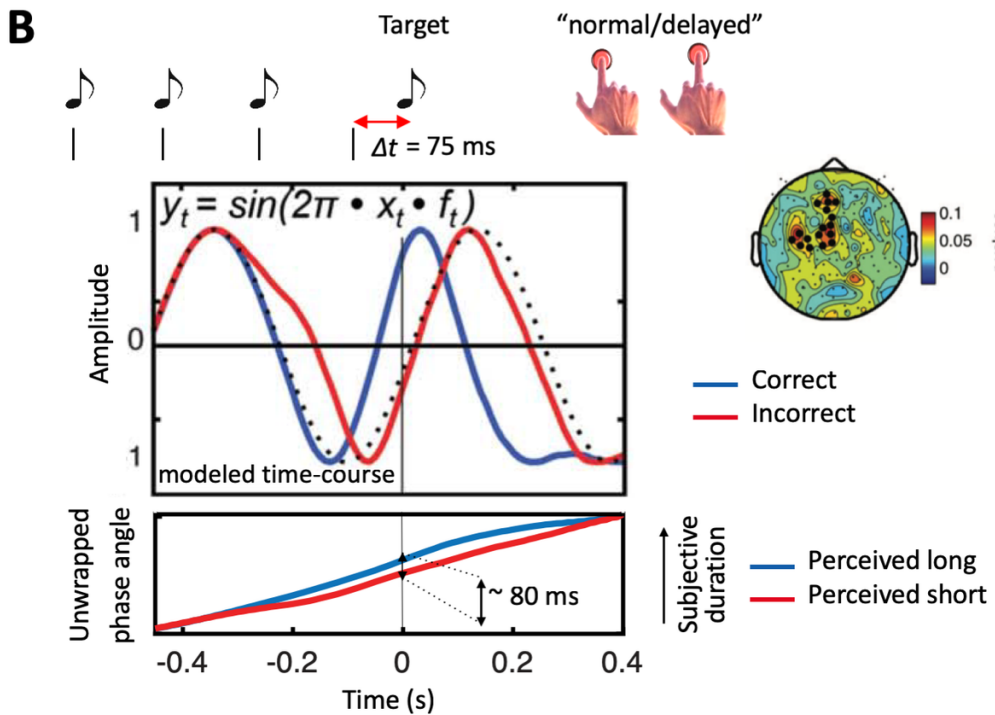 B
Target
“normal/delayed”
Δt = 75 ms
y_t = sin(2π • x_t • f_t)
0.1
0.05
0
1
0
1
Amplitude
modeled time-course
Correct
Incorrect
Unwrapped
phase angle
~ 80 ms
Subjective
duration
Perceived long
Perceived short
-0.4
-0.2
0
0.2
0.4
Time (s)